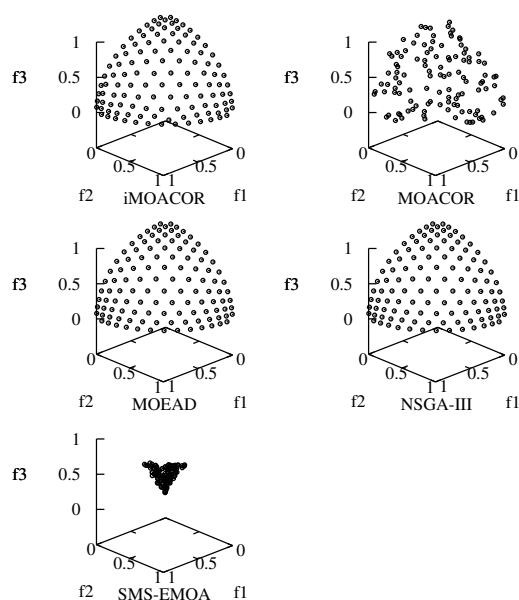 1 1
f3 0.5 f3 0.5
0 0
0 0 0 0
0.5 0.5 0.5 0.5
1 1 1 1
f2 f1 f2 f1
iMOACOR MOACOR
1 1
f3 0.5 f3 0.5
0 0
0 0 0 0
0.5 0.5 0.5 0.5
1 1 1 1
f2 f1 f2 f1
MOEAD NSGA-III
1
f3 0.5
0
0 0
0.5 0.5
1 1
f2 f1
SMS-EMOA